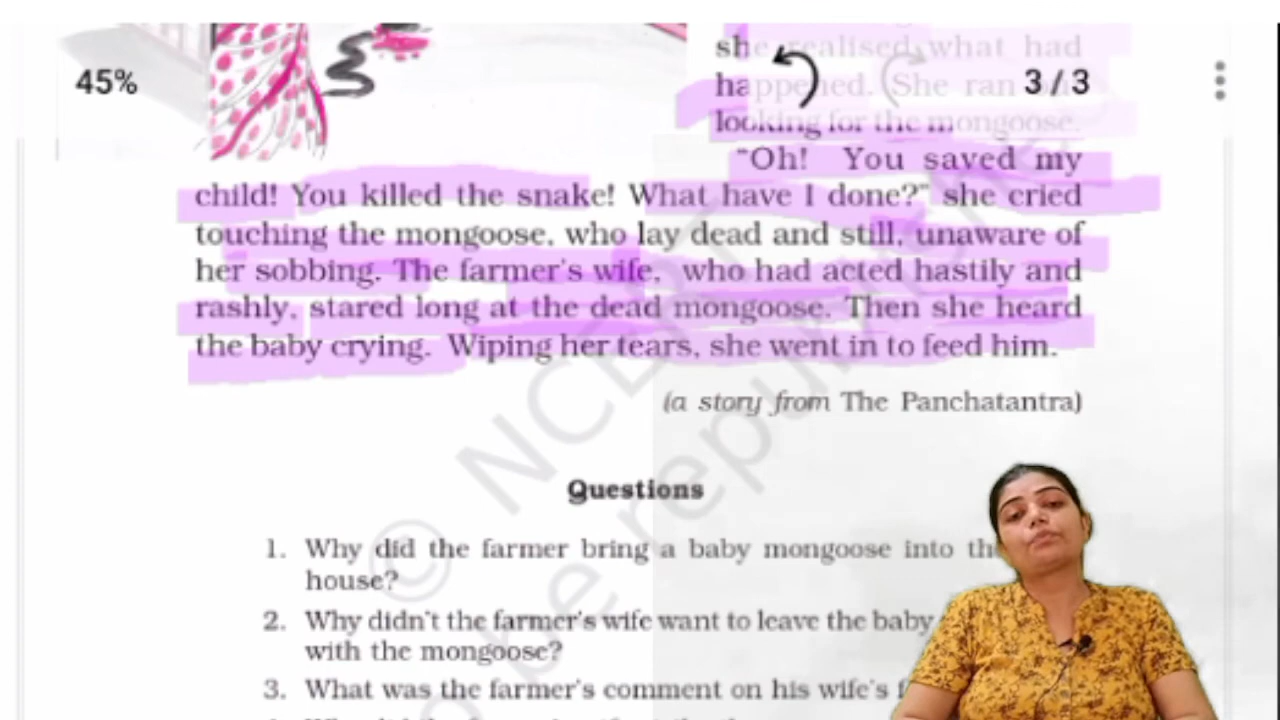 she realised what had
45%
happened. She ran
3 / 3
looking for the mongoose.
"Oh! You saved my
child! You killed the snake! What have I done?" she cried
touching the mongoose, who lay dead and still, unaware of
her sobbing. The farmer's wife, who had acted hastily and
rashly, stared long at the dead mongoose. Then she heard
the baby crying. Wiping her tears, she went in to feed him.
(a story from The Panchatantra)
Questions
1. Why did the farmer bring a baby mongoose into
house?
2. Why didn't the farmer's wife want to leave the baby
with the mongoose?
3. What was the farmer's comment on his wife's
© NCERT
be republished